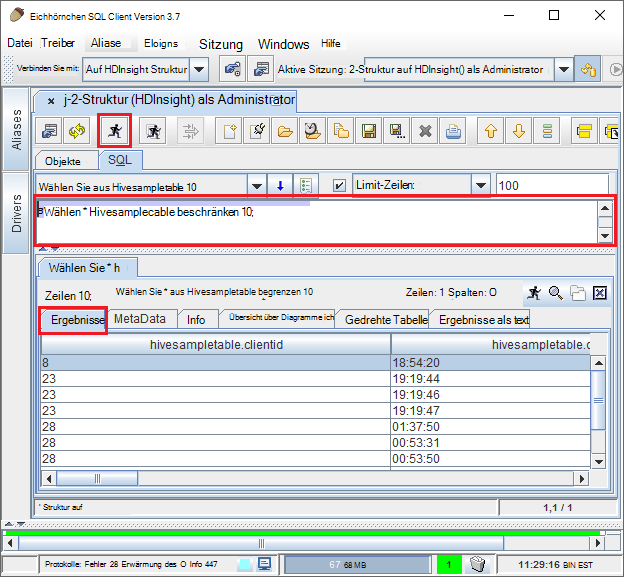 Eichhörnchen SQL Client Version 3.7
Datei Treiber Aliase Eloigns Sitzung Windows Hilfe
Verbinden Sie mit: Auf HDInsight Struktur Aktive Sitzung: 2-Struktur auf HDInsight() als Administrator
Aliases
Drivers
j-2-Struktur (HDInsight) als Administrator
Objekte SQL
Wählen Sie aus Hivesampletable 10 Limit-Zeilen: 100
Wählen * Hivesamplecable beschränken 10;
Wählen Sie * h
Zeilen 10; Wählen Sie * aus Hivesampletable begrenzen 10 Zeilen: 1 Spalten: O
Ergebnisse MetaData Info Übersicht über Diagramme ich Gedrehte Tabelle Ergebnisse als text
hivesampletable.clientid hivesampletable.c
8 18:54:20
23 19:19:44
23 19:19:46
23 19:19:47
28 01:37:50
28 00:53:31
28 00:53:50
' Struktur auf 1,1 / 1
Protokolle: Fehler 28 Erwärmung des O Info 447 67 68 MB 1 11:29:16 BIN EST